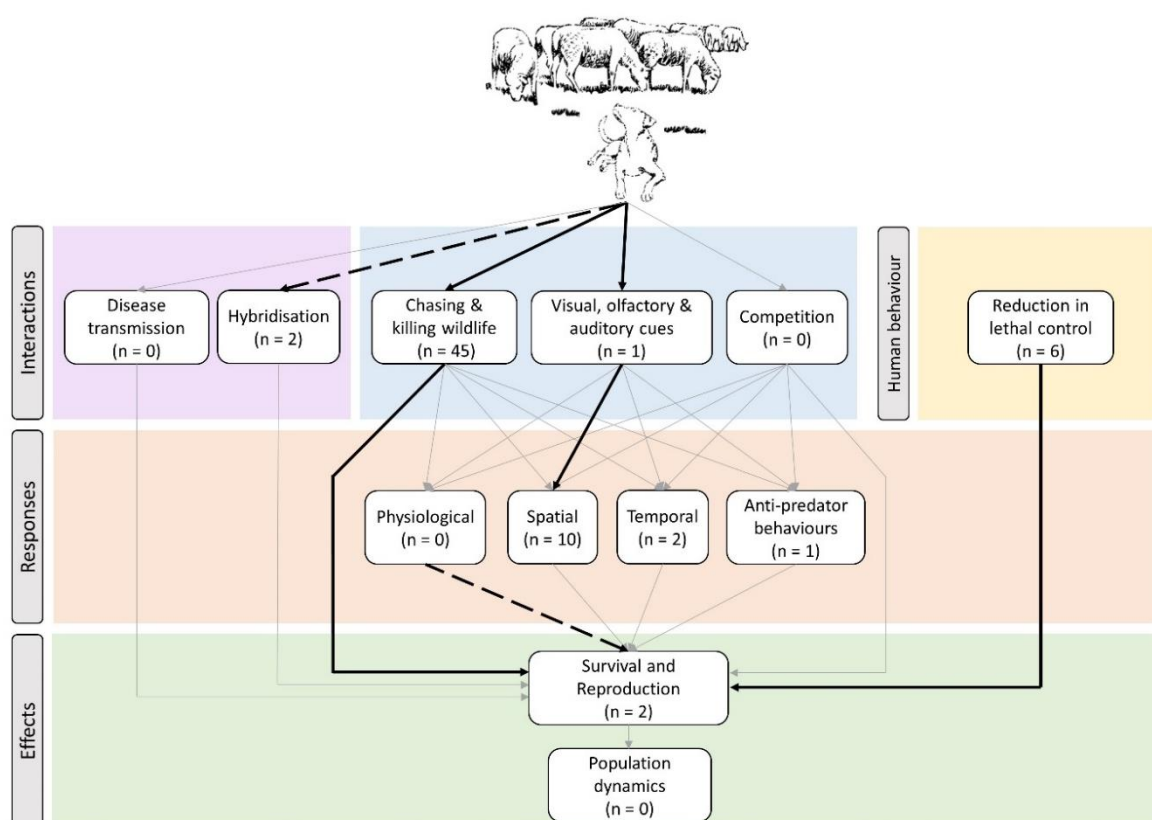 Interactions
Disease
transmission
(n = 0)
Hybridisation
(n = 2)
Chasing &
killing wildlife
(n = 45)
Visual, olfactory &
auditory cues
(n = 1)
Competition
(n = 0)
Human behaviour
Reduction in
lethal control
(n = 6)
Responses
Physiological
(n = 0)
Spatial
(n = 10)
Temporal
(n = 2)
Anti-predator
behaviours
(n = 1)
Effects
Survival and
Reproduction
(n = 2)
Population
dynamics
(n = 0)